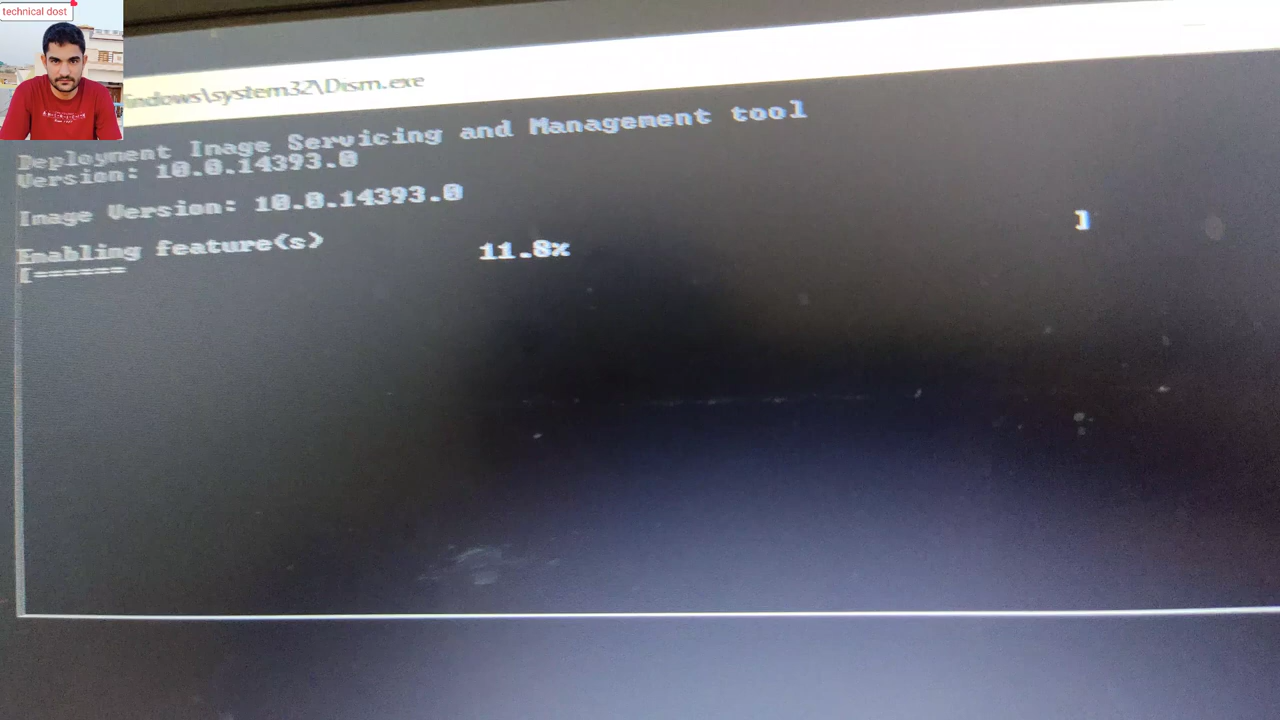 technical dost
indows\system32\Dism.exe
Deployment Image Servicing and Management tool
Version: 10.0.14393.0
Image Version: 10.0.14393.0
Enabling feature(s)
[====== 11.8% ]